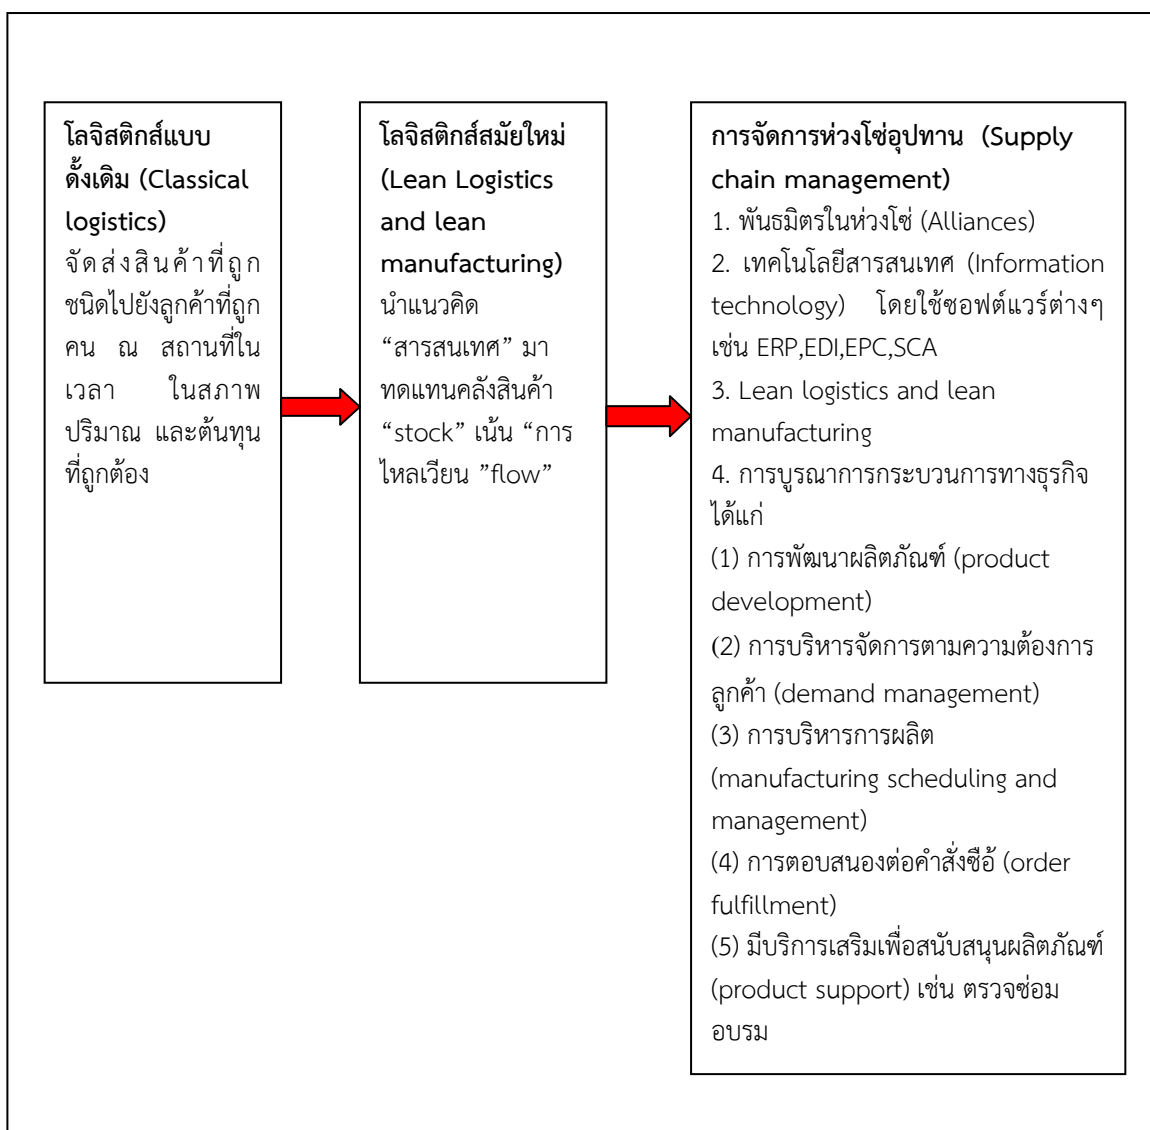 โลจิสติกส์แบบ
ดั้งเดิม (Classical
logistics)
จัดส่งสินค้าที่ถูก
ชนิดไปยังลูกค้าที่ถูก
คน ณ สถานที่ใน
เวลา ในสภาพ
ปริมาณ และต้นทุน
ที่ถูกต้อง
โลจิสติกส์สมัยใหม่
(Lean Logistics
and lean
manufacturing)
นำแนวคิด
“สารสนเทศ” มา
ทดแทนคลังสินค้า
“stock” เน้น “การ
ไหลเวียน ”flow”
การจัดการห่วงโซ่อุปทาน (Supply
chain management)
1. พันธมิตรในห่วงโซ่ (Alliances)
2. เทคโนโลยีสารสนเทศ (Information
technology) โดยใช้ซอฟต์แวร์ต่างๆ
เช่น ERP,EDI,EPC,SCA
3. Lean logistics and lean
manufacturing
4. การบูรณาการกระบวนการทางธุรกิจ
ได้แก่
(1) การพัฒนาผลิตภัณฑ์ (product
development)
(2) การบริหารจัดการตามความต้องการ
ลูกค้า (demand management)
(3) การบริหารการผลิต
(manufacturing scheduling and
management)
(4) การตอบสนองต่อคำสั่งซือ้ (order
fulfillment)
(5) มีบริการเสริมเพื่อสนับสนุนผลิตภัณฑ์
(product support) เช่น ตรวจซ่อม
อบรม